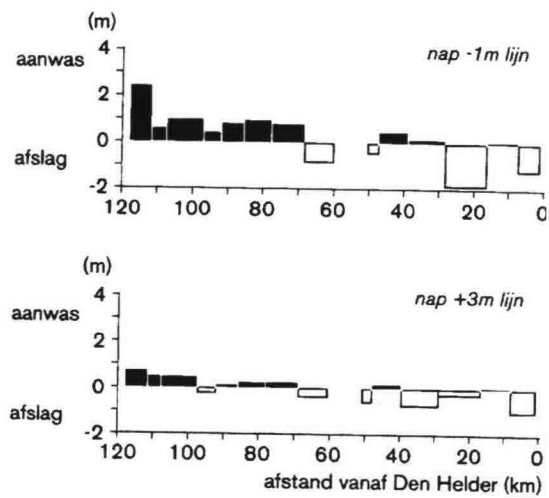 (m)
4
aanwas
nap -1m lijn
2
0
afslag
-2
120 100 80 60 40 20 0
(m)
4
aanwas
nap +3m lijn
2
0
afslag
-2
120 100 80 60 40 20 0
afstand vanaf Den Helder (km)